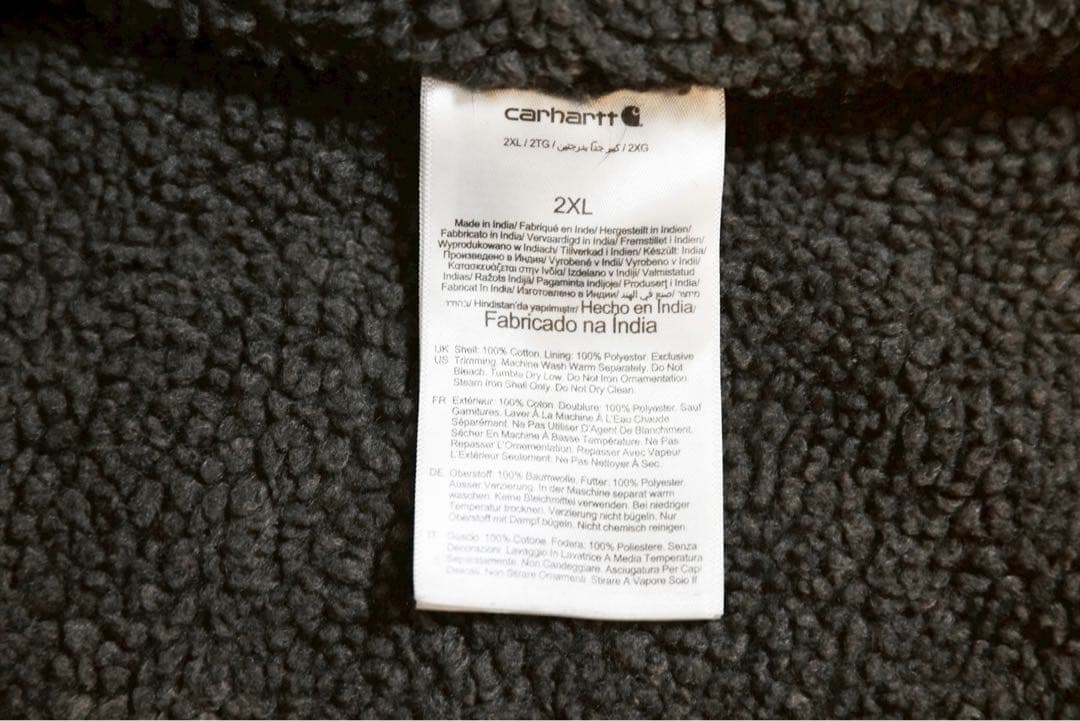 carhartt
2XL / 2TG / كبير جدًا بدرجتين / 2XG
2XL
Made in India/ Fabriqué en Inde/ Hergestellt in Indien/
Fabbricato in India/ Vervaardigd in India/ Fremstillet i Indien/
Wyprodukowano w Indiach/ Tillverkad i Indien/ Készült: India/
Произведено в Индия/ Vyrobené v Indii/ Vyrobeno v Indii/
Κατασκευάζεται στην Ινδία/ Izdelano v Indiji/ Valmistatud
Indias/ Ražots Indijā/ Pagaminta Indijoje/ Produsert i India/
Fabricat în India/ Изготовлено в Индии/ صنع في الهند/ מיוצר
בהודו/ Hindistan'da yapılmıştır/ Hecho en India/
Fabricado na India
UK Shell: 100% Cotton. Lining: 100% Polyester. Exclusive
US Trimming. Machine Wash Warm Separately. Do Not
Bleach. Tumble Dry Low. Do Not Iron Ornamentation.
Steam Iron Shell Only. Do Not Dry Clean.
FR Extérieur: 100% Coton. Doublure: 100% Polyester. Sauf
Garnitures. Laver À La Machine À L'Eau Chaude
Séparément. Ne Pas Utiliser D'Agent De Blanchiment.
Sécher En Machine À Basse Température. Ne Pas
Repasser L'Ornementation. Repasser Avec Vapeur
L'Extérieur Seulement. Ne Pas Nettoyer À Sec.
DE Oberstoff: 100% Baumwolle. Futter: 100% Polyester.
Ausser Verzierung. In der Maschine separat warm
waschen. Keine Bleichmittel verwenden. Bei niedriger
Temperatur trocknen. Verzierung nicht bügeln. Nur
Oberstoff mit Dampf bügeln. Nicht chemisch reinigen.
IT Guscio: 100% Cotone. Fodera: 100% Poliestere. Senza
Decorazioni. Lavaggio In Lavatrice A Media Temperatura
Separatamente. Non Candeggiare. Asciugatura Per Capi
Delicati. Non Stirare Ornamenti. Stirare A Vapore Solo Il